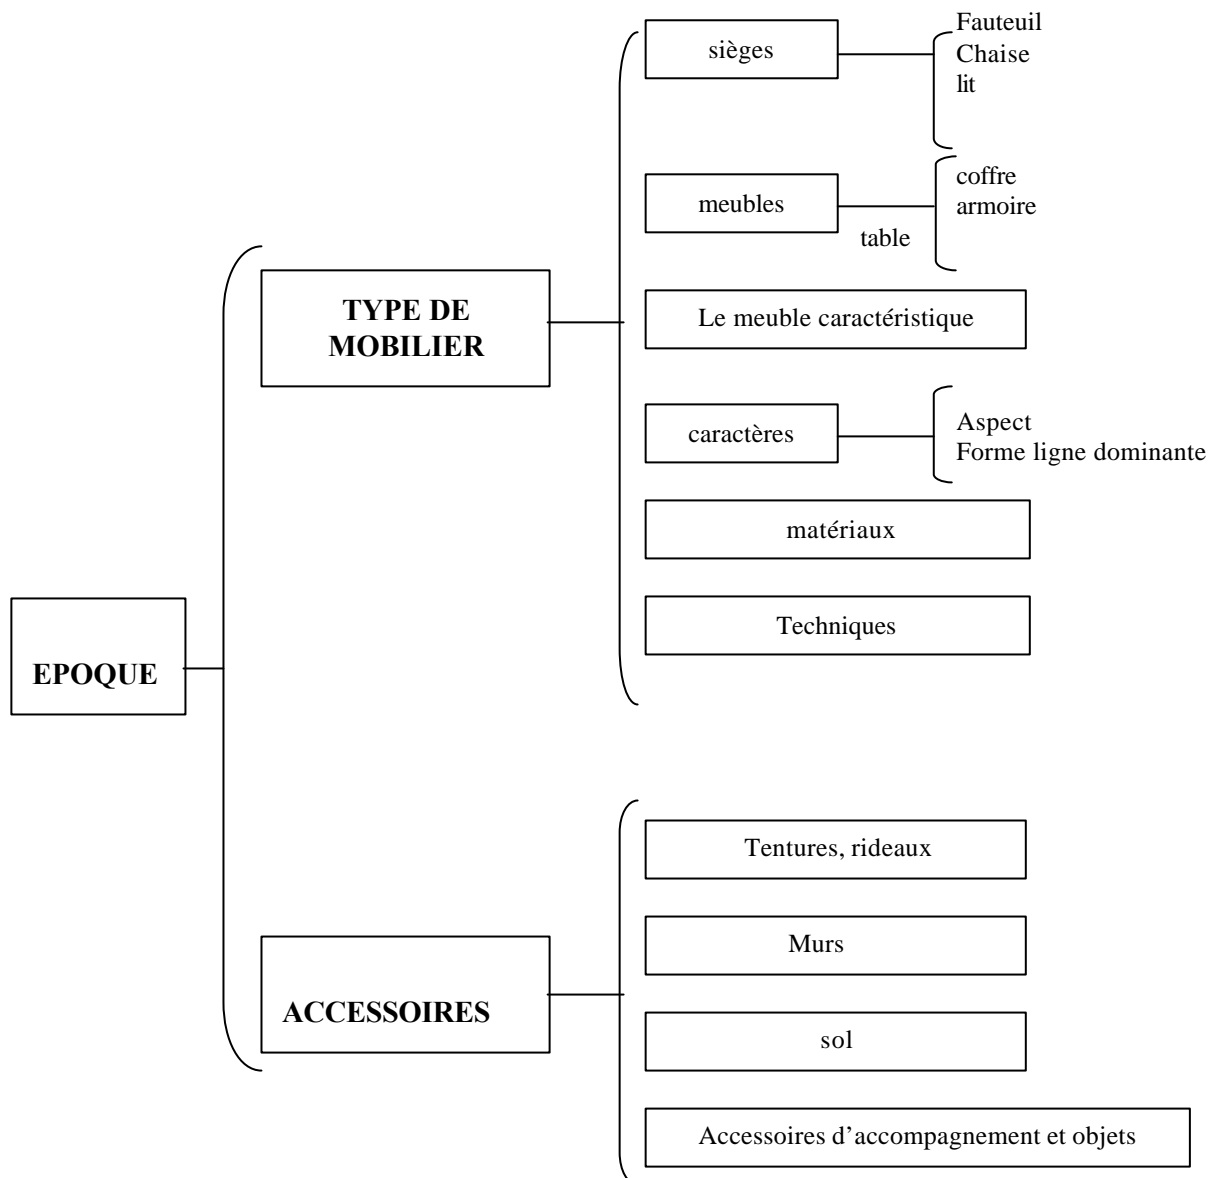 sièges
Fauteuil
Chaise
lit
meubles
table
coffre
armoire
TYPE DE
MOBILIER
Le meuble caractéristique
caractères
Aspect
Forme ligne dominante
matériaux
Techniques
EPOQUE
ACCESSOIRES
Tentures, rideaux
Murs
sol
Accessoires d’accompagnement et objets